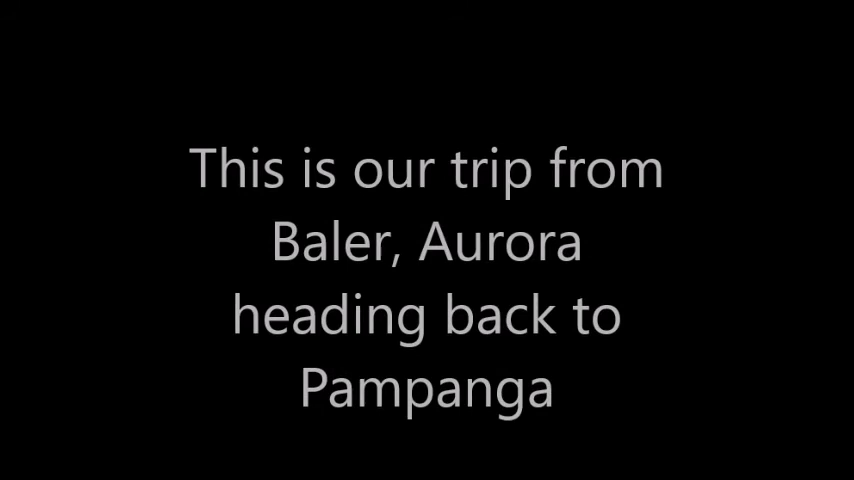 This is our trip from
Baler, Aurora
heading back to
Pampanga